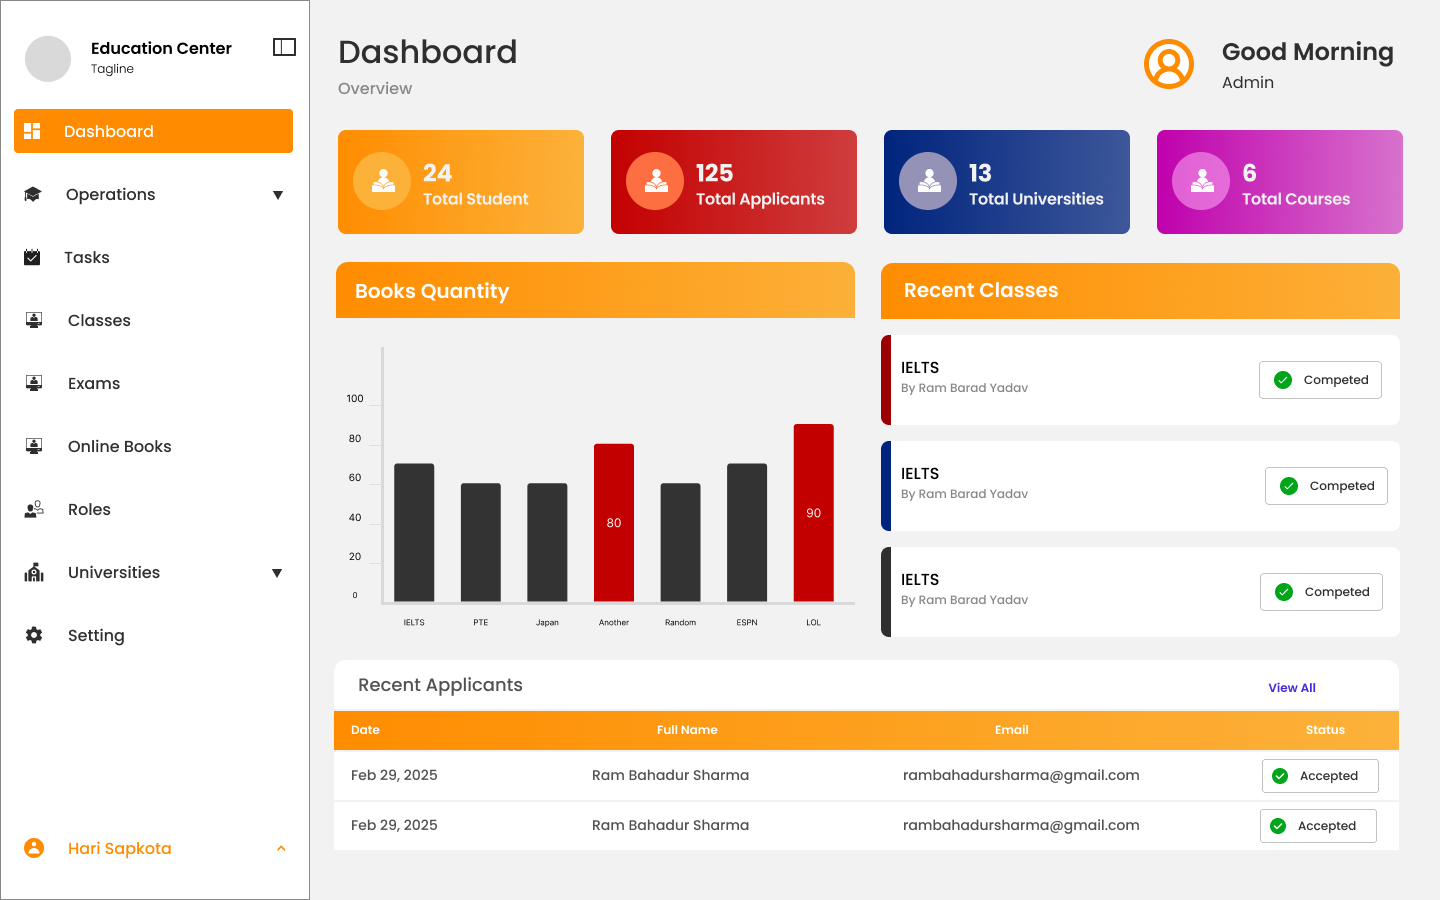 Education Center
Tagline
Dashboard
Operations
Tasks
Classes
Exams
Online Books
Roles
Universities
Setting
Hari Sapkota
Dashboard
Overview
Good Morning
Admin
24
Total Student
125
Total Applicants
13
Total Universities
6
Total Courses
Books Quantity
100
80
60
40
20
0
80
90
IELTS PTE Japan Another Random ESPN LOL
Recent Classes
IELTS
By Ram Barad Yadav
Competed
IELTS
By Ram Barad Yadav
Competed
IELTS
By Ram Barad Yadav
Competed
Recent Applicants View All
Date Full Name Email Status
Feb 29, 2025 Ram Bahadur Sharma rambahadursharma@gmail.com Accepted
Feb 29, 2025 Ram Bahadur Sharma rambahadursharma@gmail.com Accepted